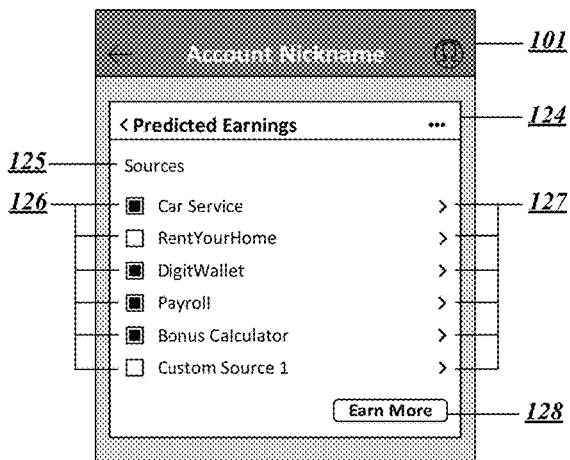 Account Nickname
101
< Predicted Earnings ...
124
125
Sources
126
127
Car Service >
RentYourHome >
DigitWallet >
Payroll >
Bonus Calculator >
Custom Source 1 >
Earn More
128